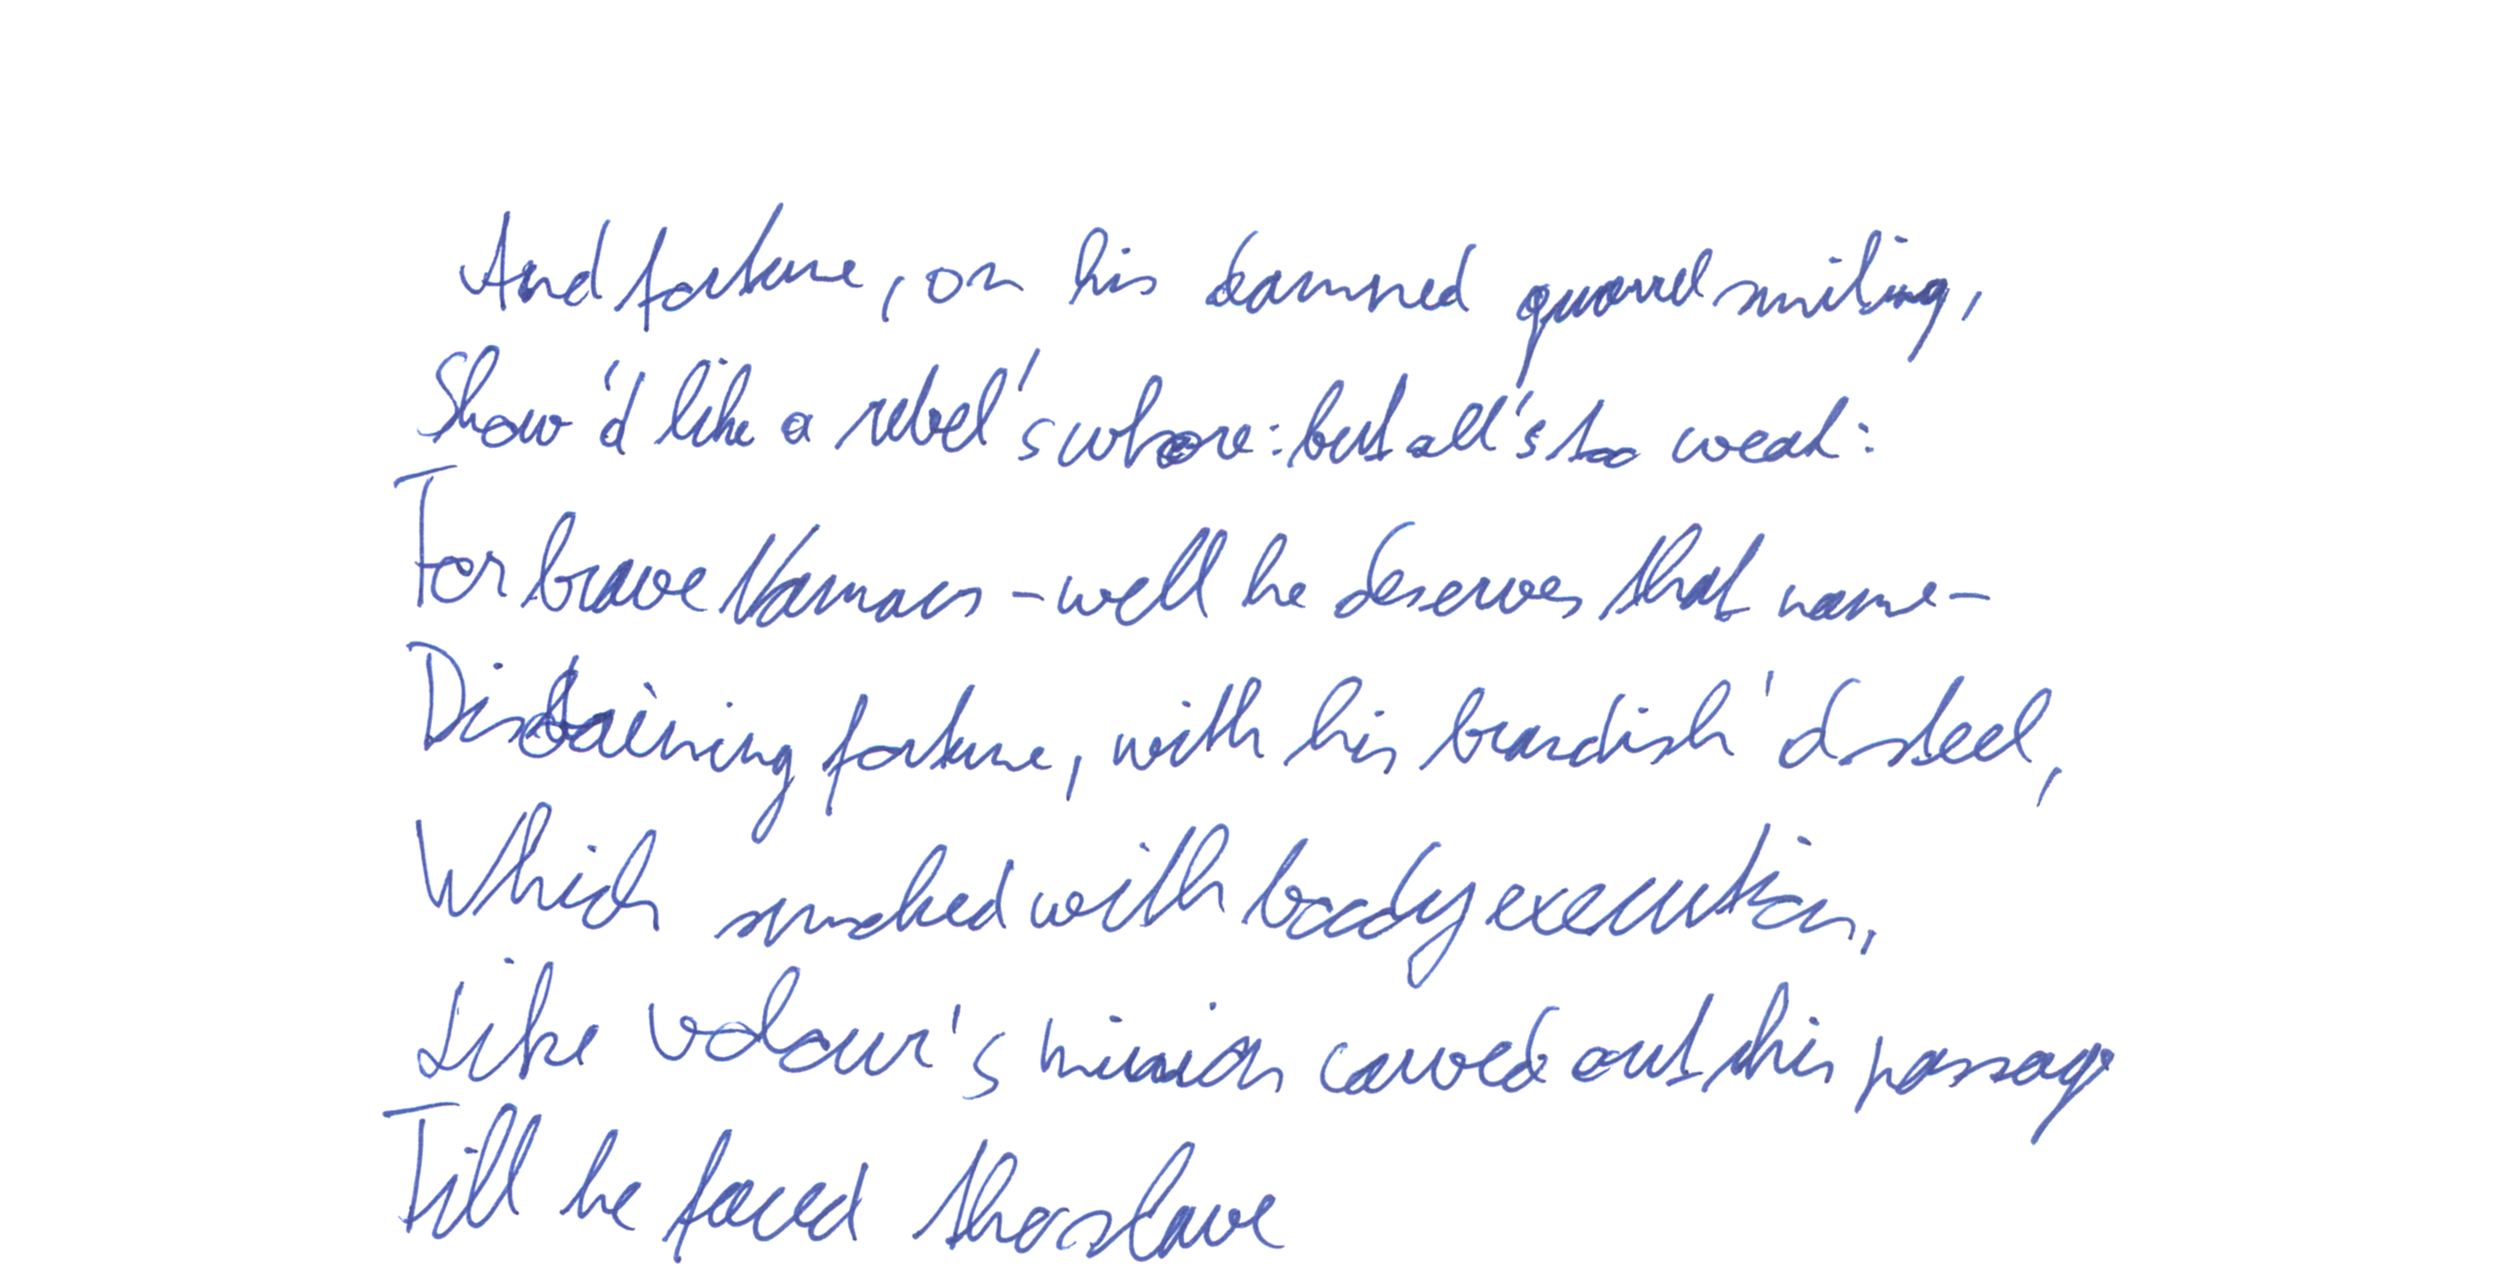 And fortune, on his damned quarrel smiling,
Show'd like a rebel's whore: but all's too weak:
For brave Mamacs – well he deserves that name –
Disdaining fortune, with his brandish'd steel,
Which smoked with boody execution,
Like valour's minion carved out his passage
Till he faced the slave